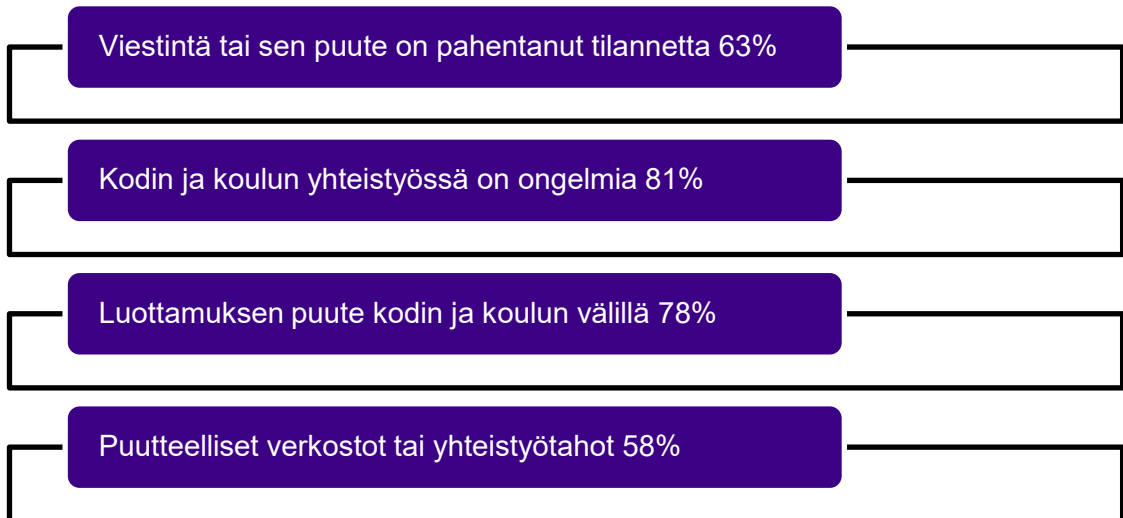 Viestintä tai sen puute on pahentanut tilannetta 63%
Kodin ja koulun yhteistyössä on ongelmia 81%
Luottamuksen puute kodin ja koulun välillä 78%
Puutteelliset verkostot tai yhteistyötahot 58%